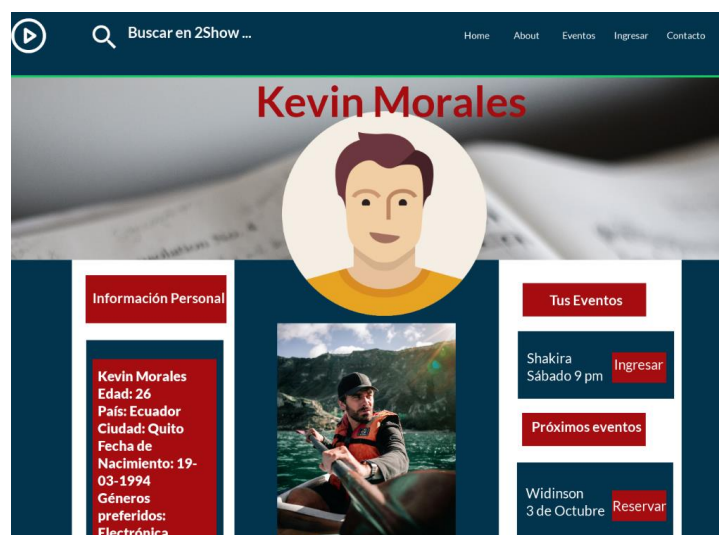 Buscar en 2Show ...
Home
About
Eventos
Ingresar
Contacto
Kevin Morales
Información Personal
Kevin Morales
Edad: 26
País: Ecuador
Ciudad: Quito
Fecha de
Nacimiento: 19-
03-1994
Géneros
preferidos:
Electrónica
Tus Eventos
Shakira
Sábado 9 pm
Ingresar
Próximos eventos
Widinson
3 de Octubre
Reservar